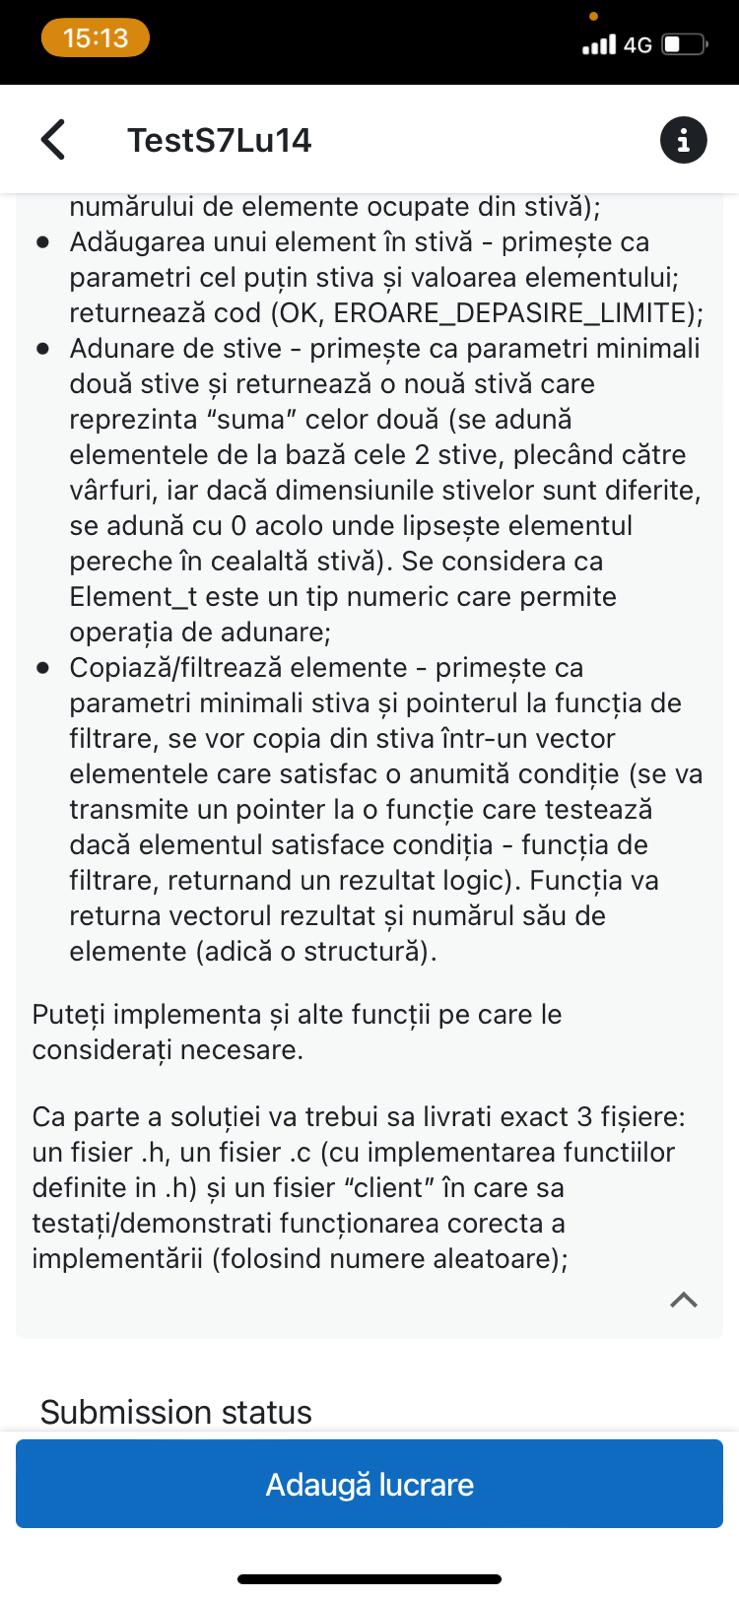 15:13
4G
TestS7Lu14
numărului de elemente ocupate din stivă);
Adăugarea unui element în stivă - primește ca
parametri cel puțin stiva și valoarea elementului;
returnează cod (OK, EROARE_DEPASIRE_LIMITE);
Adunare de stive - primește ca parametri minimali
două stive și returnează o nouă stivă care
reprezinta “suma” celor două (se adună
elementele de la bază cele 2 stive, plecând către
vârfuri, iar dacă dimensiunile stivelor sunt diferite,
se adună cu 0 acolo unde lipsește elementul
pereche în cealaltă stivă). Se considera ca
Element_t este un tip numeric care permite
operația de adunare;
Copiază/filtrează elemente - primește ca
parametri minimali stiva și pointerul la funcția de
filtrare, se vor copia din stiva într-un vector
elementele care satisfac o anumită condiție (se va
transmite un pointer la o funcție care testează
dacă elementul satisface condiția - funcția de
filtrare, returnand un rezultat logic). Funcția va
returna vectorul rezultat și numărul său de
elemente (adică o structură).
Puteți implementa și alte funcții pe care le
considerați necesare.
Ca parte a soluției va trebui sa livrati exact 3 fișiere:
un fisier .h, un fisier .c (cu implementarea functiilor
definite in .h) și un fisier “client” în care sa
testați/demonstrati funcționarea corecta a
implementării (folosind numere aleatoare);
Submission status
Adaugă lucrare